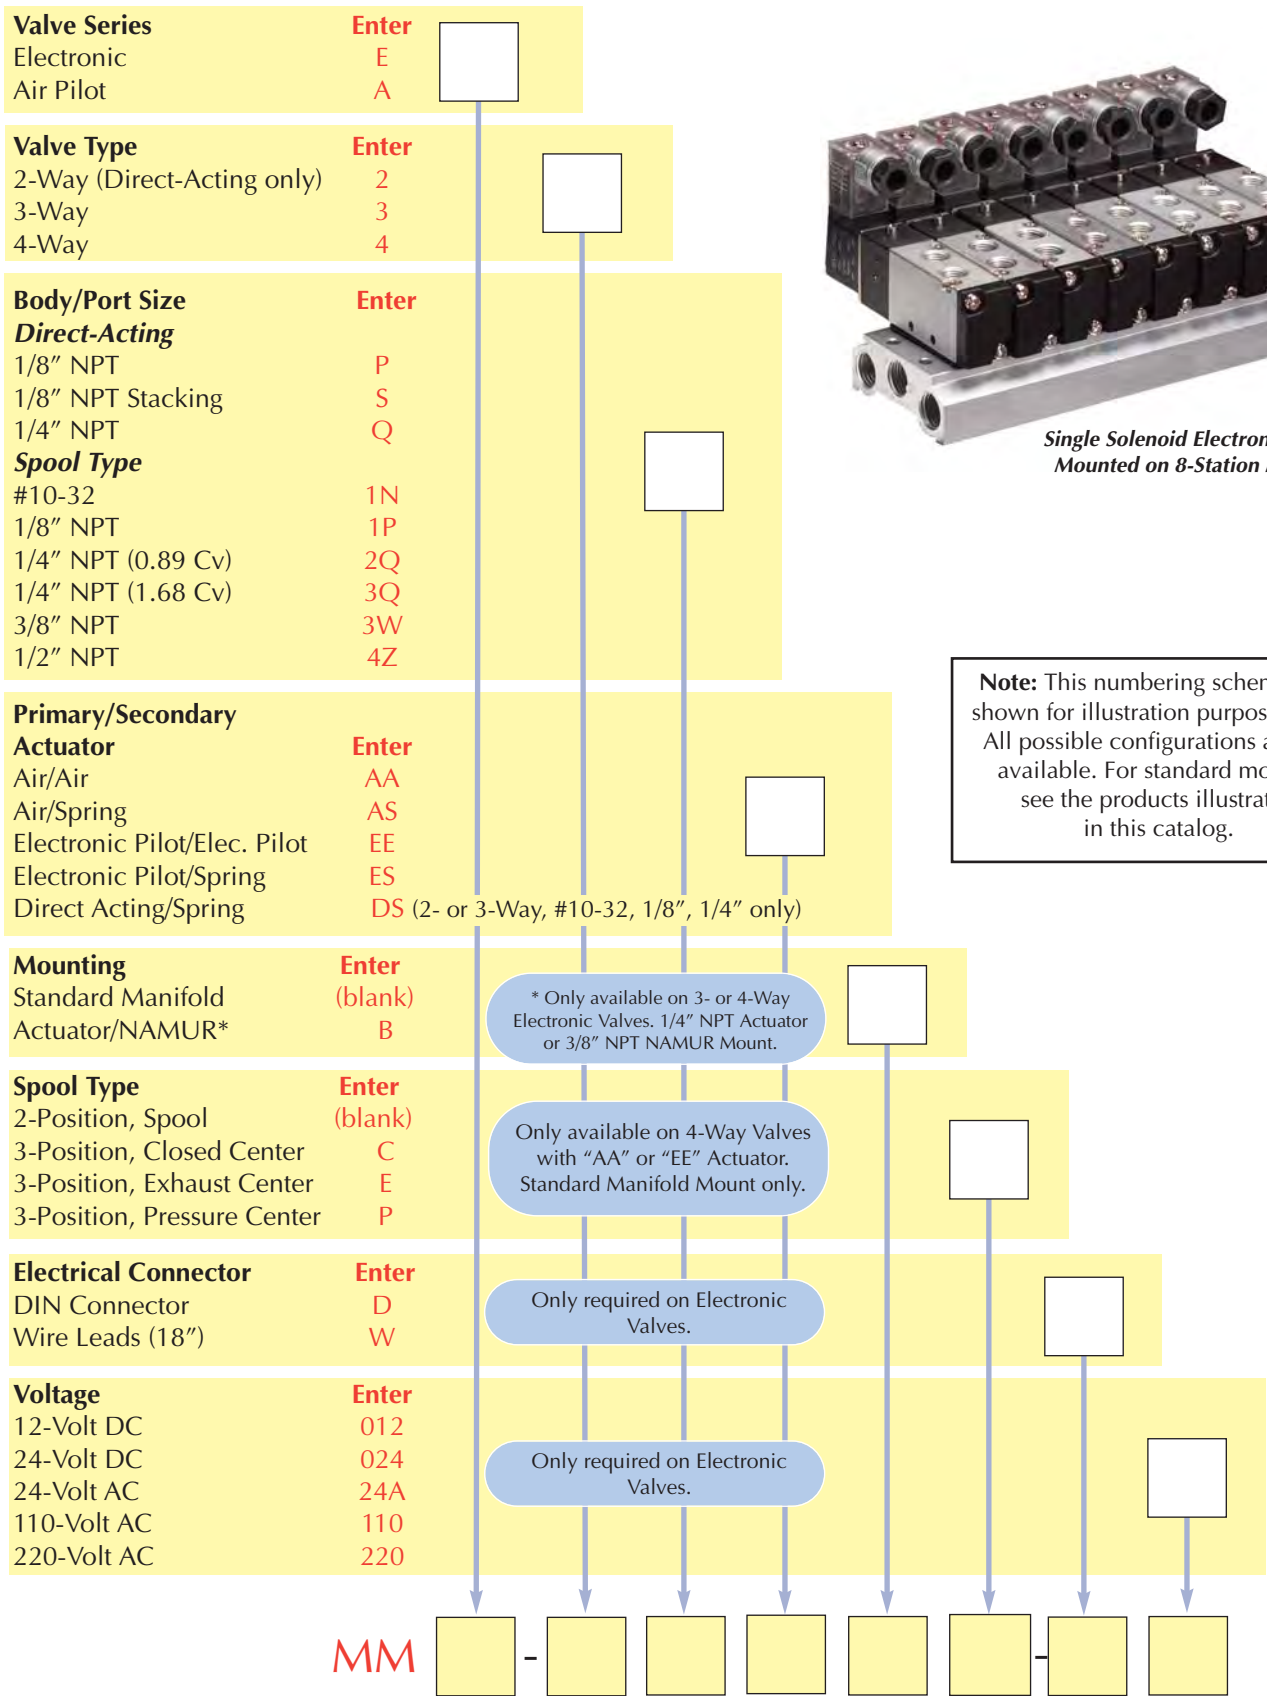 Valve Series Enter
Electronic E
Air Pilot A
Valve Type Enter
2-Way (Direct-Acting only) 2
3-Way 3
4-Way 4
Body/Port Size Enter
Direct-Acting
1/8″ NPT P
1/8″ NPT Stacking S
1/4″ NPT Q
Spool Type
#10-32 1N
1/8″ NPT 1P
1/4″ NPT (0.89 Cv) 2Q
1/4″ NPT (1.68 Cv) 3Q
3/8″ NPT 3W
1/2″ NPT 4Z
Single Solenoid
Mounted on 8-Station
Note: This numbering
shown for illustration
All possible configurations
available. For standard
see the products
in this catalog.
Primary/Secondary
Actuator Enter
Air/Air AA
Air/Spring AS
Electronic Pilot/Elec. Pilot EE
Electronic Pilot/Spring ES
Direct Acting/Spring DS (2- or 3-Way, #10-32, 1/8″, 1/4″ only)
Mounting Enter
Standard Manifold (blank)
Actuator/NAMUR* B
* Only available on 3- or 4-Way
Electronic Valves. 1/4″ NPT Actuator
or 3/8″ NPT NAMUR Mount.
Spool Type Enter
2-Position, Spool (blank)
3-Position, Closed Center C
3-Position, Exhaust Center E
3-Position, Pressure Center P
Only available on 4-Way Valves
with “AA” or “EE” Actuator.
Standard Manifold Mount only.
Electrical Connector Enter
DIN Connector D
Wire Leads (18″) W
Only required on Electronic
Valves.
Voltage Enter
12-Volt DC 012
24-Volt DC 024
24-Volt AC 24A
110-Volt AC 110
220-Volt AC 220
Only required on Electronic
Valves.
MM - -